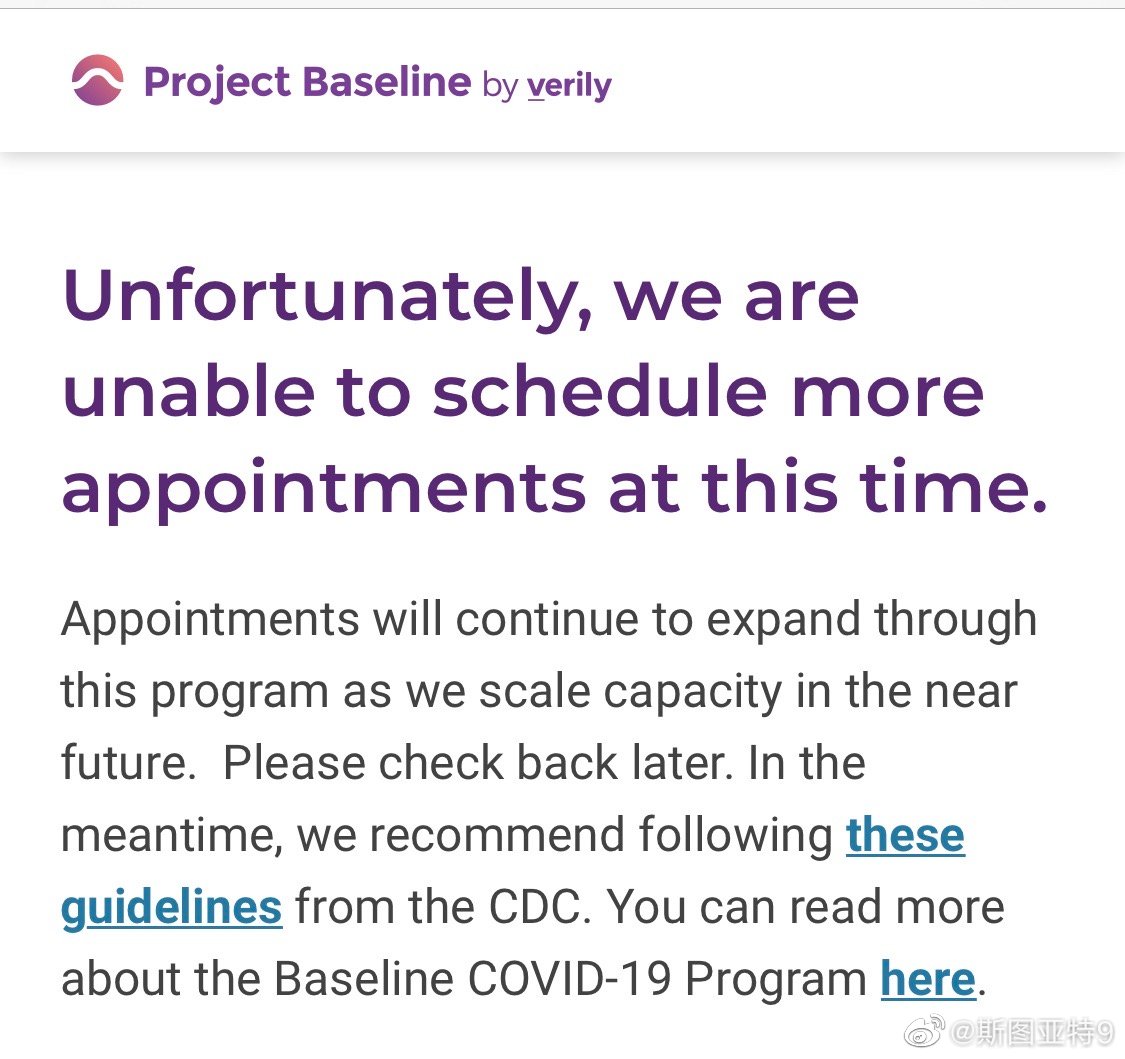 Project Baseline by verily
Unfortunately, we are
unable to schedule more
appointments at this time.
Appointments will continue to expand through
this program as we scale capacity in the near
future.  Please check back later. In the
meantime, we recommend following these
guidelines from the CDC. You can read more
about the Baseline COVID-19 Program here.
@斯图亚特9